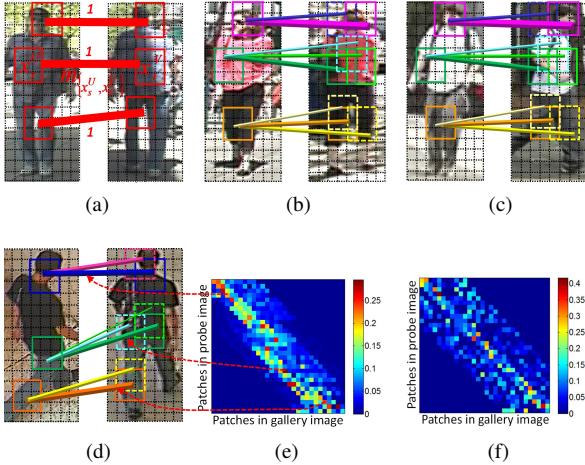 1
1
1
(a)
(b)
(c)
Patches in probe image
0.25
0.2
0.15
0.1
0.05
0
Patches in gallery image
Patches in probe image
0.4
0.35
0.3
0.25
0.2
0.15
0.1
0.05
0
Patches in gallery image
(d)
(e)
(f)